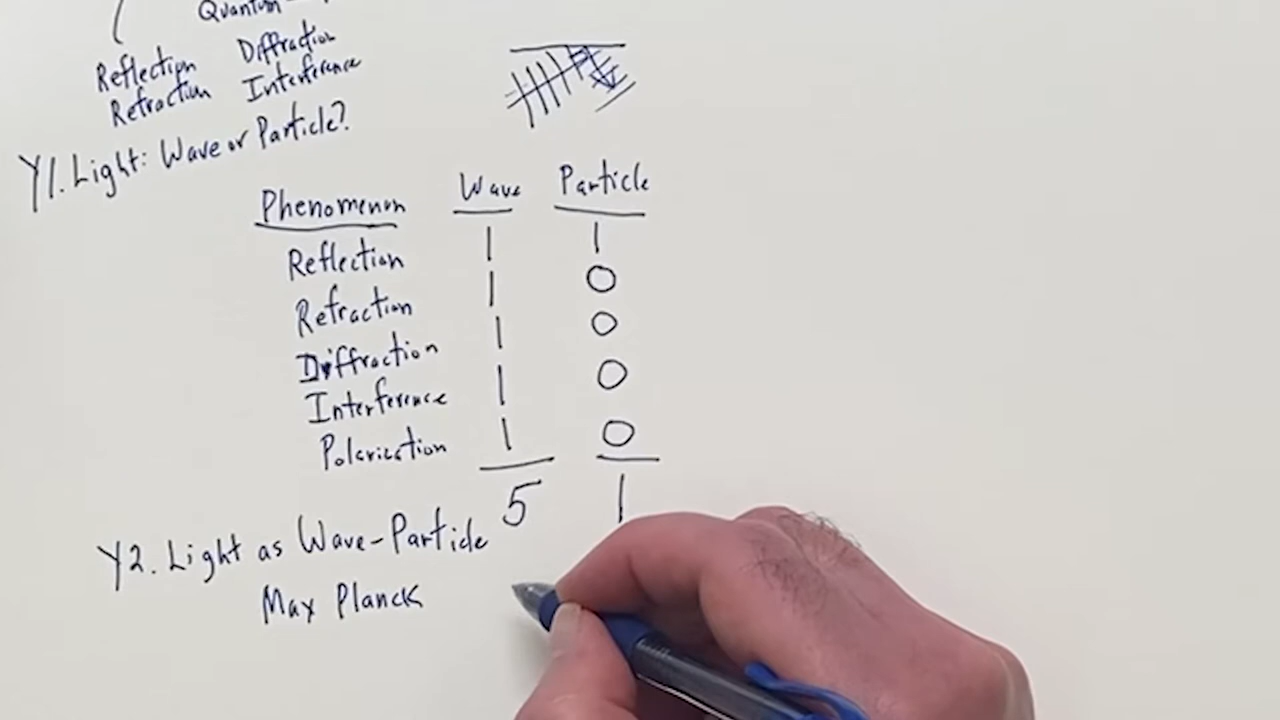 Quantum
Reflection Diffraction
Refraction Interference
Y1. Light: Wave or Particle?
Phenomenon Wave Particle
Reflection 1 1
Refraction 1 0
Diffraction 1 0
Interference 1 0
Polarization 1 0
5 1
Y2. Light as Wave-Particle
Max Planck